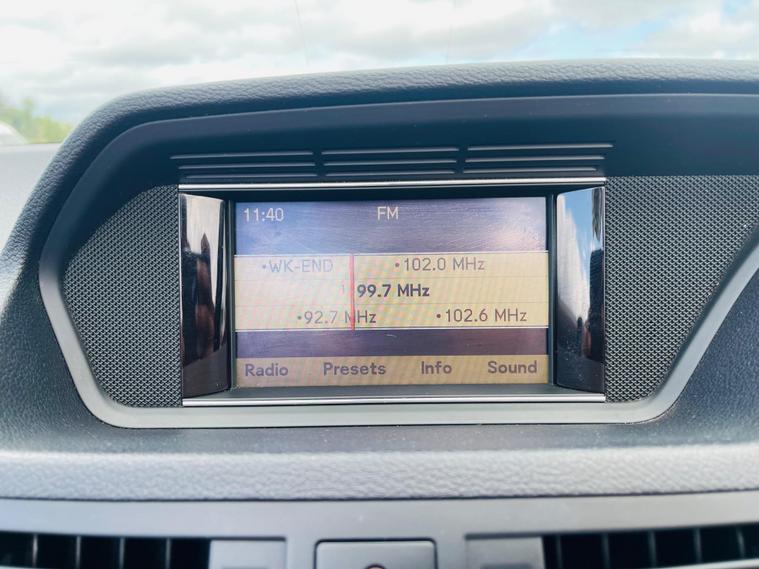 11:40 FM
•WK-END •102.0 MHz
1 99.7 MHz
•92.7 MHz •102.6 MHz
Radio Presets Info Sound